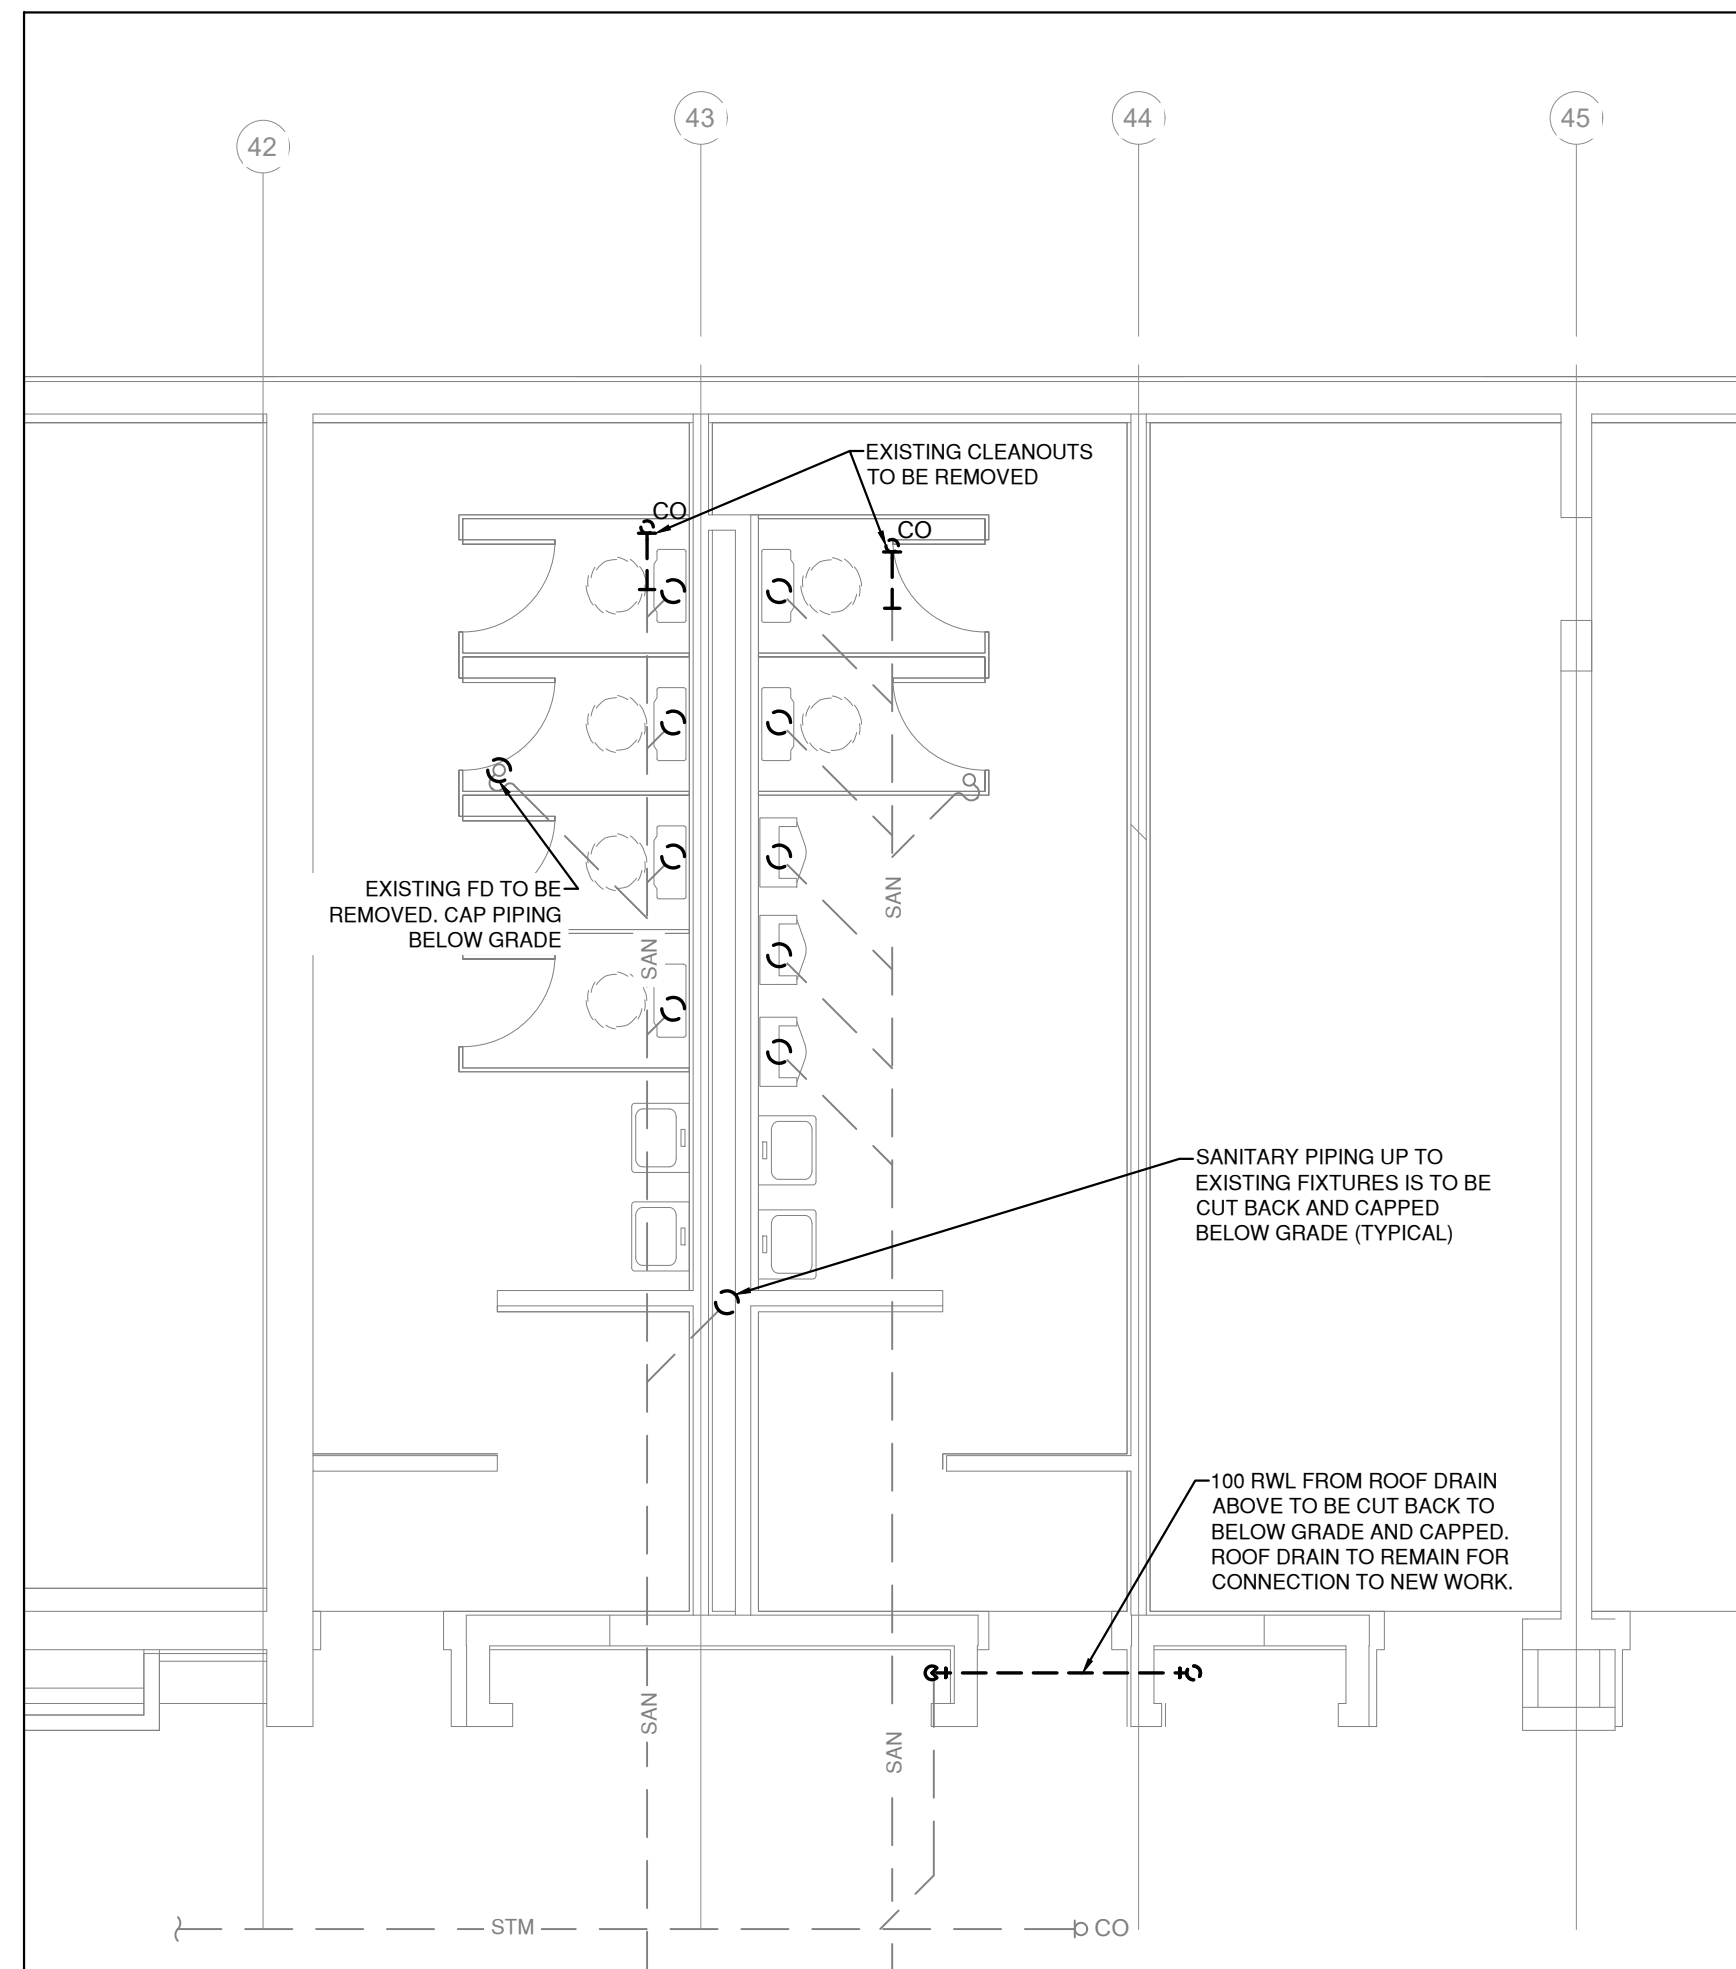 42
43
44
45
EXISTING CLEANOUTS
TO BE REMOVED
CO
CO
EXISTING FD TO BE
REMOVED. CAP PIPING
BELOW GRADE
SAN
SAN
SANITARY PIPING UP TO
EXISTING FIXTURES IS TO BE
CUT BACK AND CAPPED
BELOW GRADE (TYPICAL)
100 RWL FROM ROOF DRAIN
ABOVE TO BE CUT BACK TO
BELOW GRADE AND CAPPED.
ROOF DRAIN TO REMAIN FOR
CONNECTION TO NEW WORK.
SAN
SAN
STM
CO